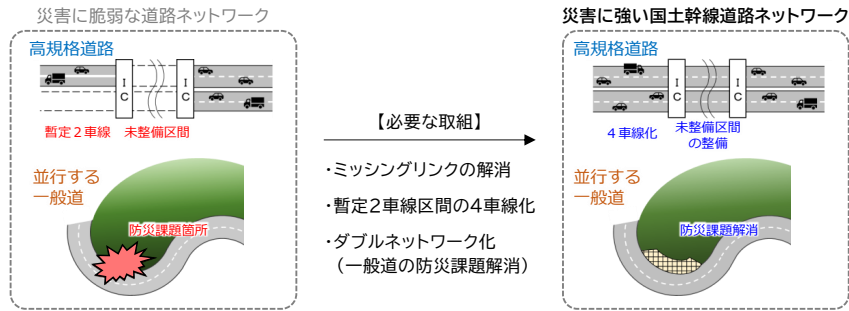 災害に脆弱な道路ネットワーク
高規格道路
IC
IC
暫定2車線
未整備区間
並行する
一般道
防災課題箇所
【必要な取組】
・ミッシングリンクの解消
・暫定2車線区間の4車線化
・ダブルネットワーク化
（一般道の防災課題解消）
災害に強い国土幹線道路ネットワーク
高規格道路
IC
IC
4車線化
未整備区間
の整備
並行する
一般道
防災課題解消